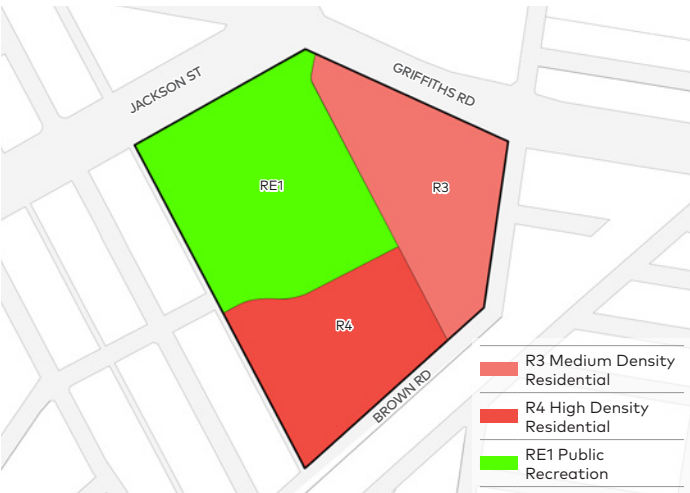 JACKSON ST
GRIFFITHS RD
RE1
R3
R4
BROWN RD
R3 Medium Density
Residential
R4 High Density
Residential
RE1 Public
Recreation